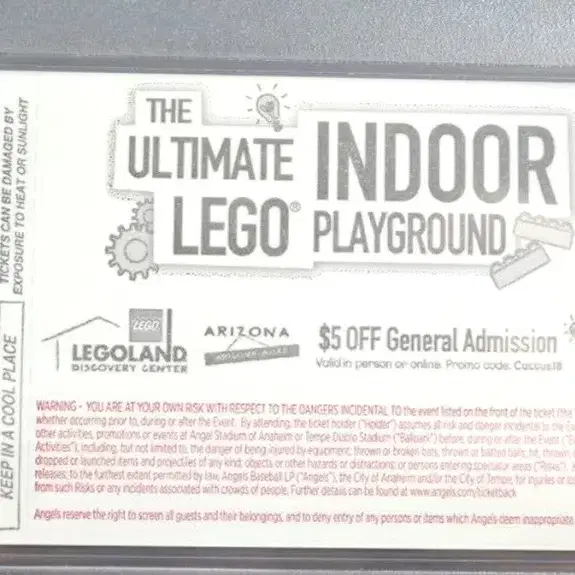 TICKETS CAN BE DAMAGED BY
EXPOSURE TO HEAT OR SUNLIGHT
KEEP IN A COOL PLACE
THE
ULTIMATE
LEGO®
INDOOR
PLAYGROUND
LEGO
LEGOLAND
DISCOVERY CENTER
ARIZONA
ARIZONA MILLS
$5 OFF General Admission
Valid in person or online. Promo code: Cactus18
WARNING - YOU ARE AT YOUR OWN RISK WITH RESPECT TO THE DANGERS INCIDENTAL TO the event listed on the front of the ticket (the
whether occurring prior to, during or after the Event. By attending, the ticket holder ("Holder") assumes all risk and danger incidental to the
other activities, promotions or events at Angel Stadium of Anaheim or Tempe Diablo Stadium ("Ballpark") before, during or after the Event
Activities"), including, but not limited to, the danger of being injured by equipment, thrown or broken bats, thrown or batted balls, hit, thrown,
dropped or launched items and projectiles of any kind; objects or other hazards or distractions; or persons entering spectator areas ("Risks").
releases, to the furthest extent permitted by law, Angels Baseball LP ("Angels"), the City of Anaheim and/or the City of Tempe, for injuries or
from such Risks or any incidents associated with crowds of people. Further details can be found at www.angels.com/ticketback
Angels reserve the right to screen all guests and their belongings, and to deny entry of any persons or items which Angels deem inappropriate